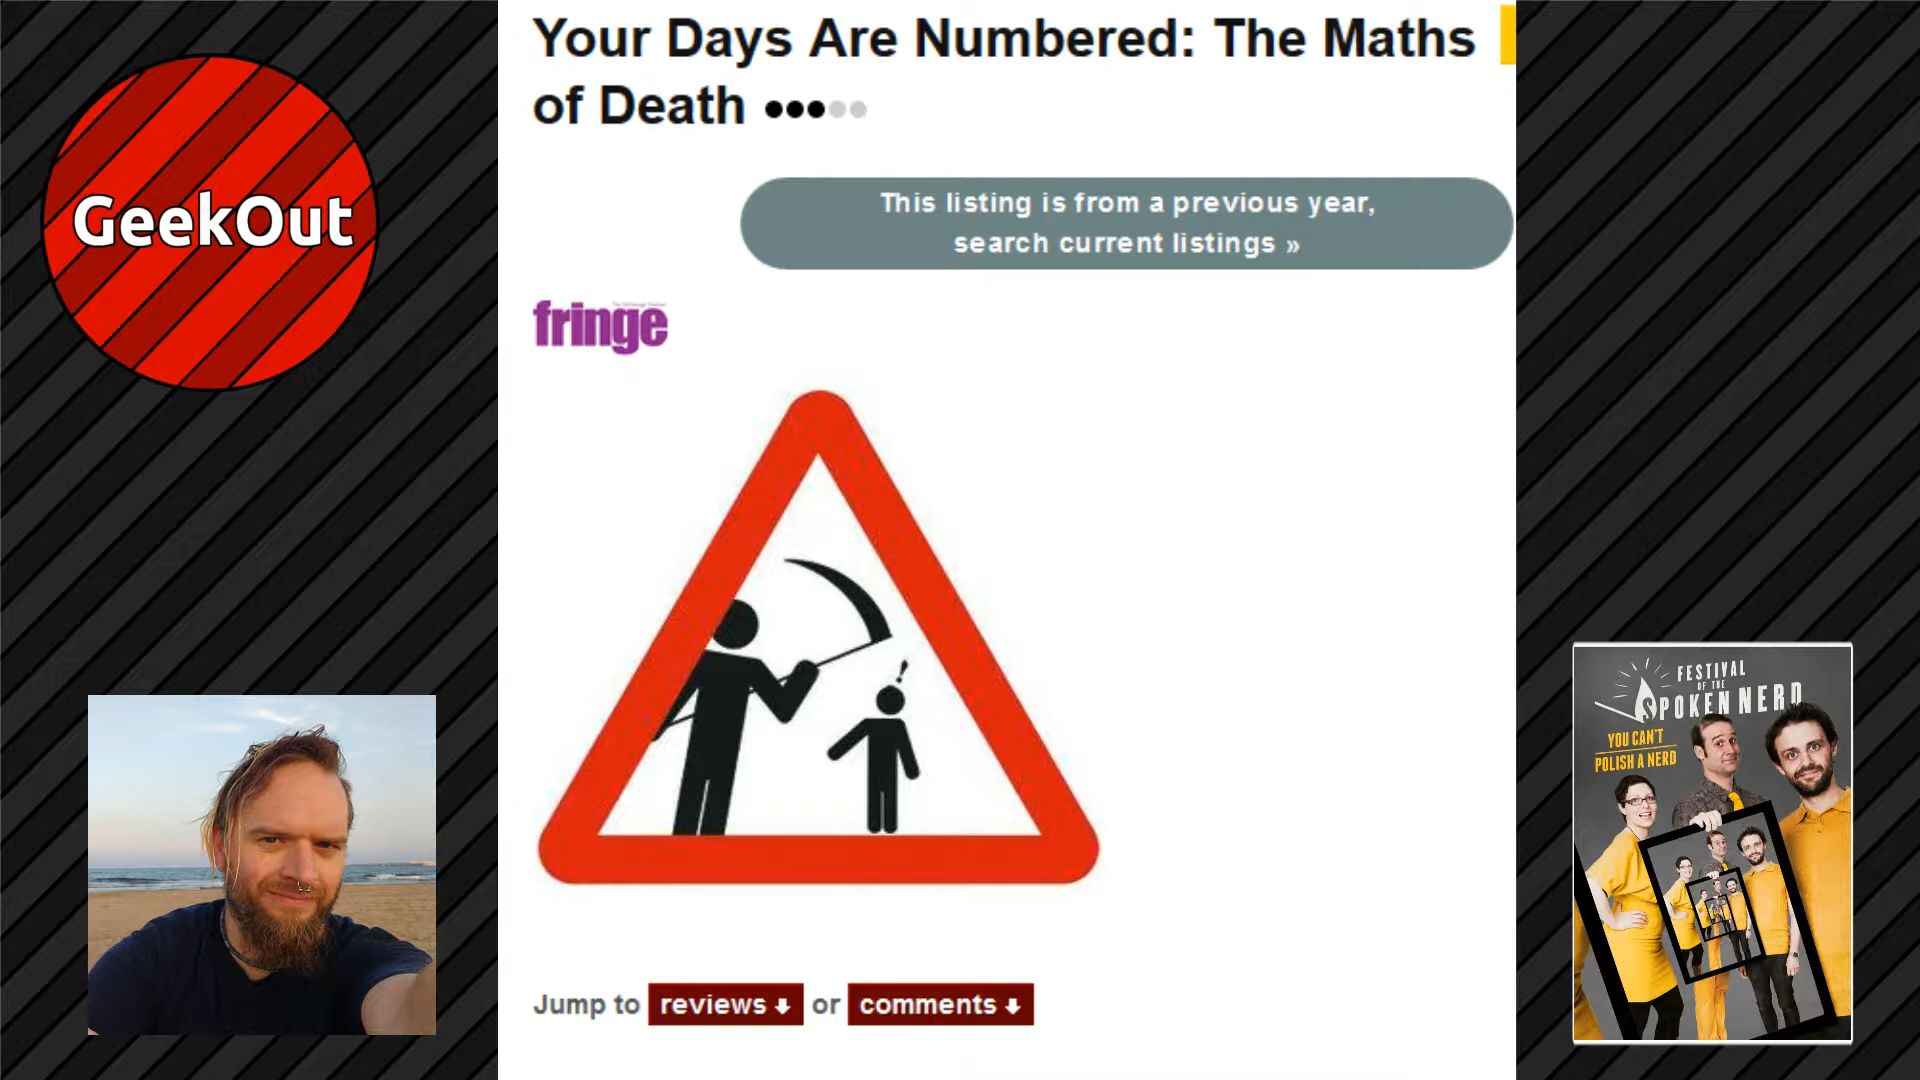 Your Days Are Numbered: The Maths
of Death
This listing is from a previous year,
search current listings »
GeekOut
fringe
FESTIVAL
OF THE
SPOKEN NERD
YOU CAN'T
POLISH A NERD
Jump to reviews or comments